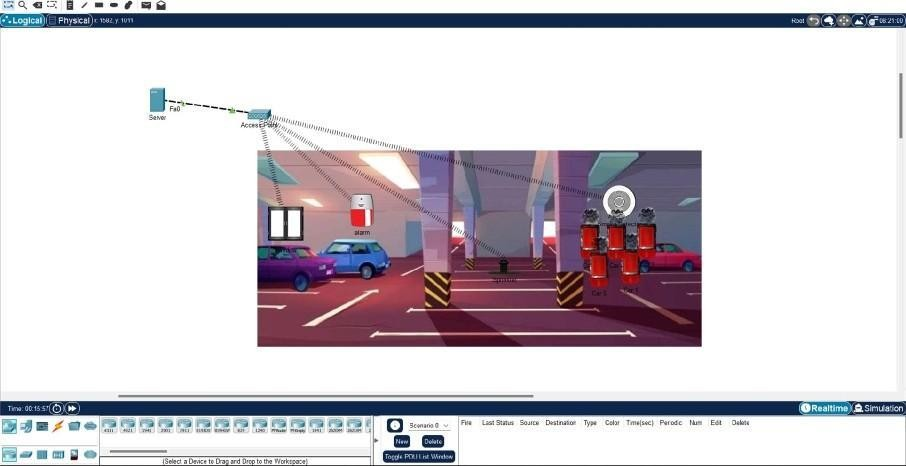 Logical Physical x: 1582, y: 1011 Root 08:21:00
Server
Fa0
Access Point
alarm
Car 5
Time: 00:15:57 Realtime Simulation
4331 4321 1941 2901 2911 819HGW 829 1240 PT-Router PT-Empty 1841 2620XM 2621XM
(Select a Device to Drag and Drop to the Workspace)
Scenario 0
New Delete
Toggle PDU List Window
Fire Last Status Source Destination Type Color Time(sec) Periodic Num Edit Delete